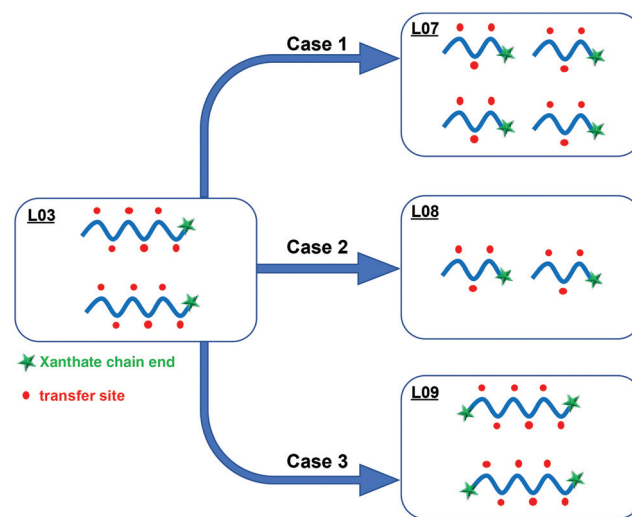 Case 1
L07
L03
Case 2
L08
Xanthate chain end
transfer site
Case 3
L09